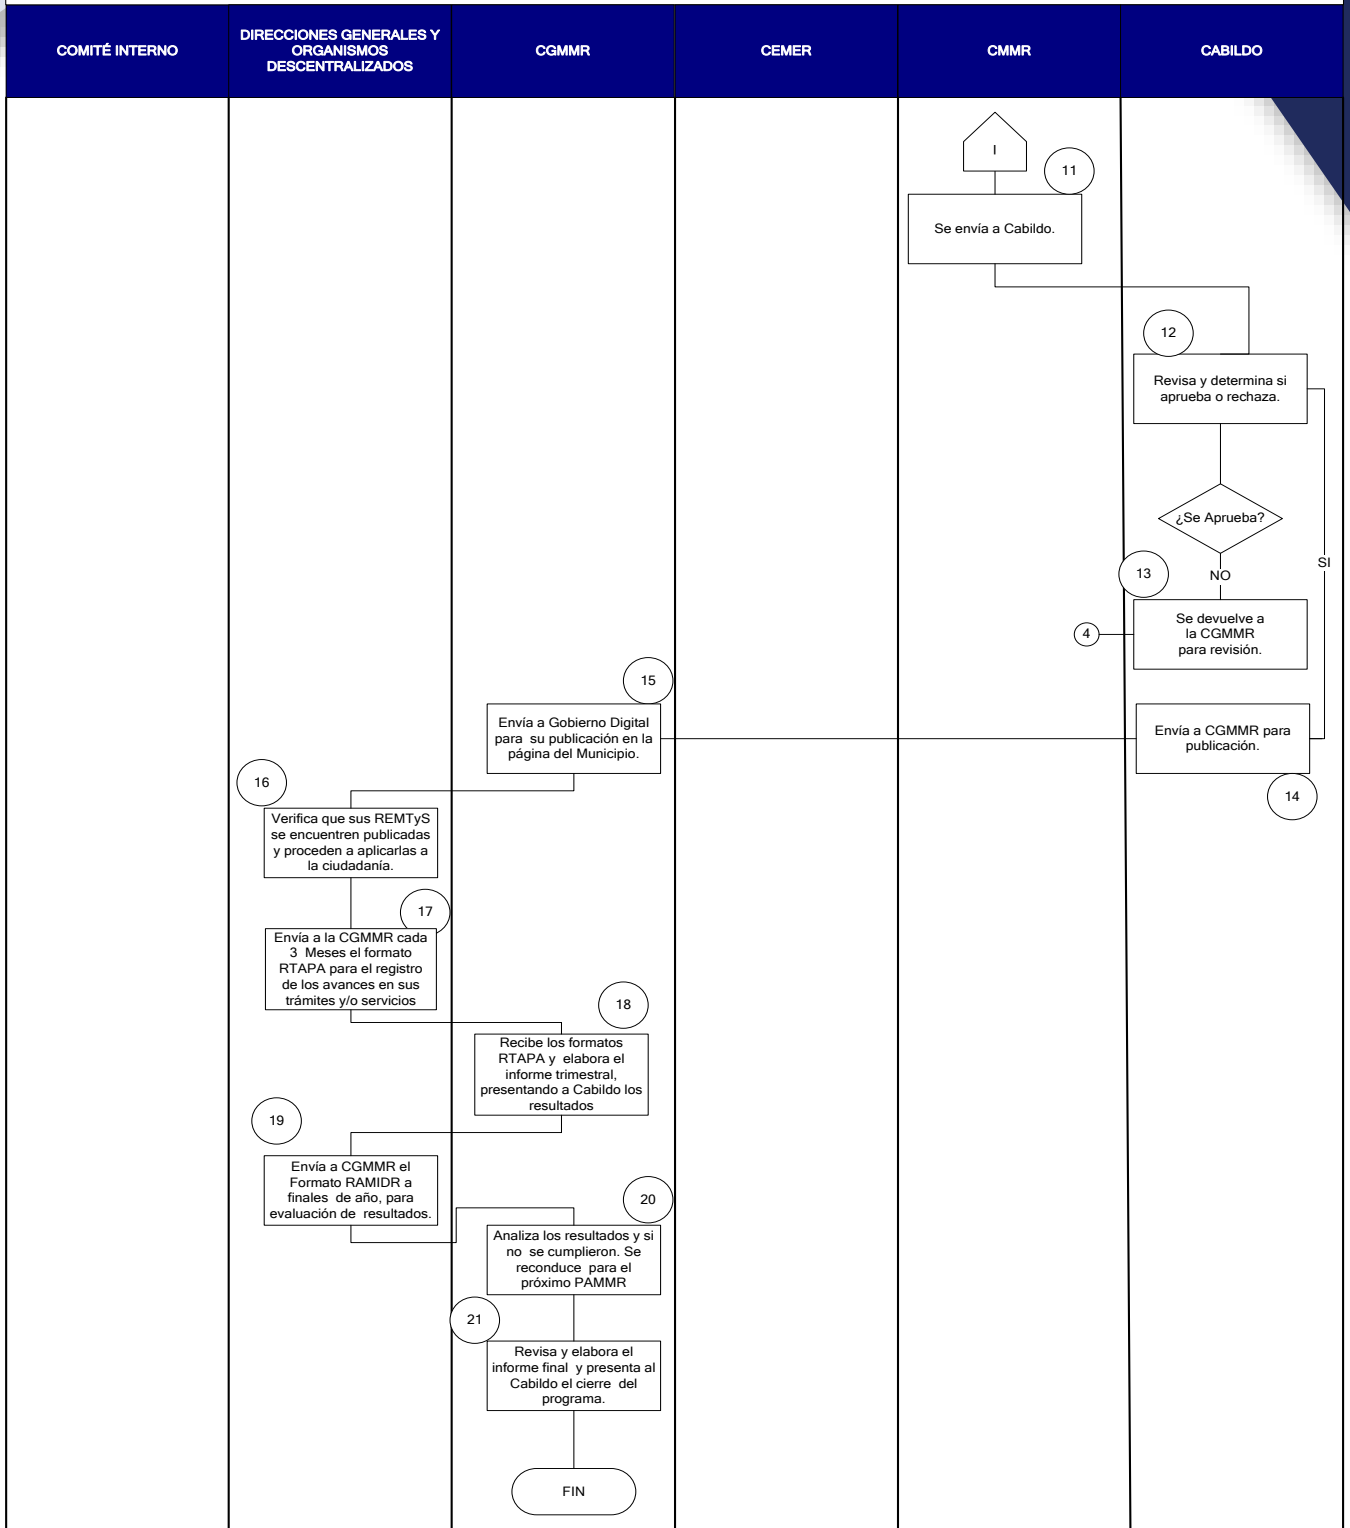 COMITÉ INTERNO
DIRECCIONES GENERALES Y
ORGANISMOS
DESCENTRALIZADOS
CGMMR
CEMER
CMMR
CABILDO
I
11
Se envía a Cabildo.
12
Revisa y determina si
aprueba o rechaza.
¿Se Aprueba?
SI
NO
13
Se devuelve a
la CGMMR
para revisión.
4
14
Envía a CGMMR para
publicación.
15
Envía a Gobierno Digital
para su publicación en la
página del Municipio.
16
Verifica que sus REMTyS
se encuentren publicadas
y proceden a aplicarlas a
la ciudadanía.
17
Envía a la CGMMR cada
3 Meses el formato
RTAPA para el registro
de los avances en sus
trámites y/o servicios
18
Recibe los formatos
RTAPA y elabora el
informe trimestral,
presentando a Cabildo los
resultados
19
Envía a CGMMR el
Formato RAMIDR a
finales de año, para
evaluación de resultados.
20
Analiza los resultados y si
no se cumplieron. Se
reconduce para el
próximo PAMMR
21
Revisa y elabora el
informe final y presenta al
Cabildo el cierre del
programa.
FIN